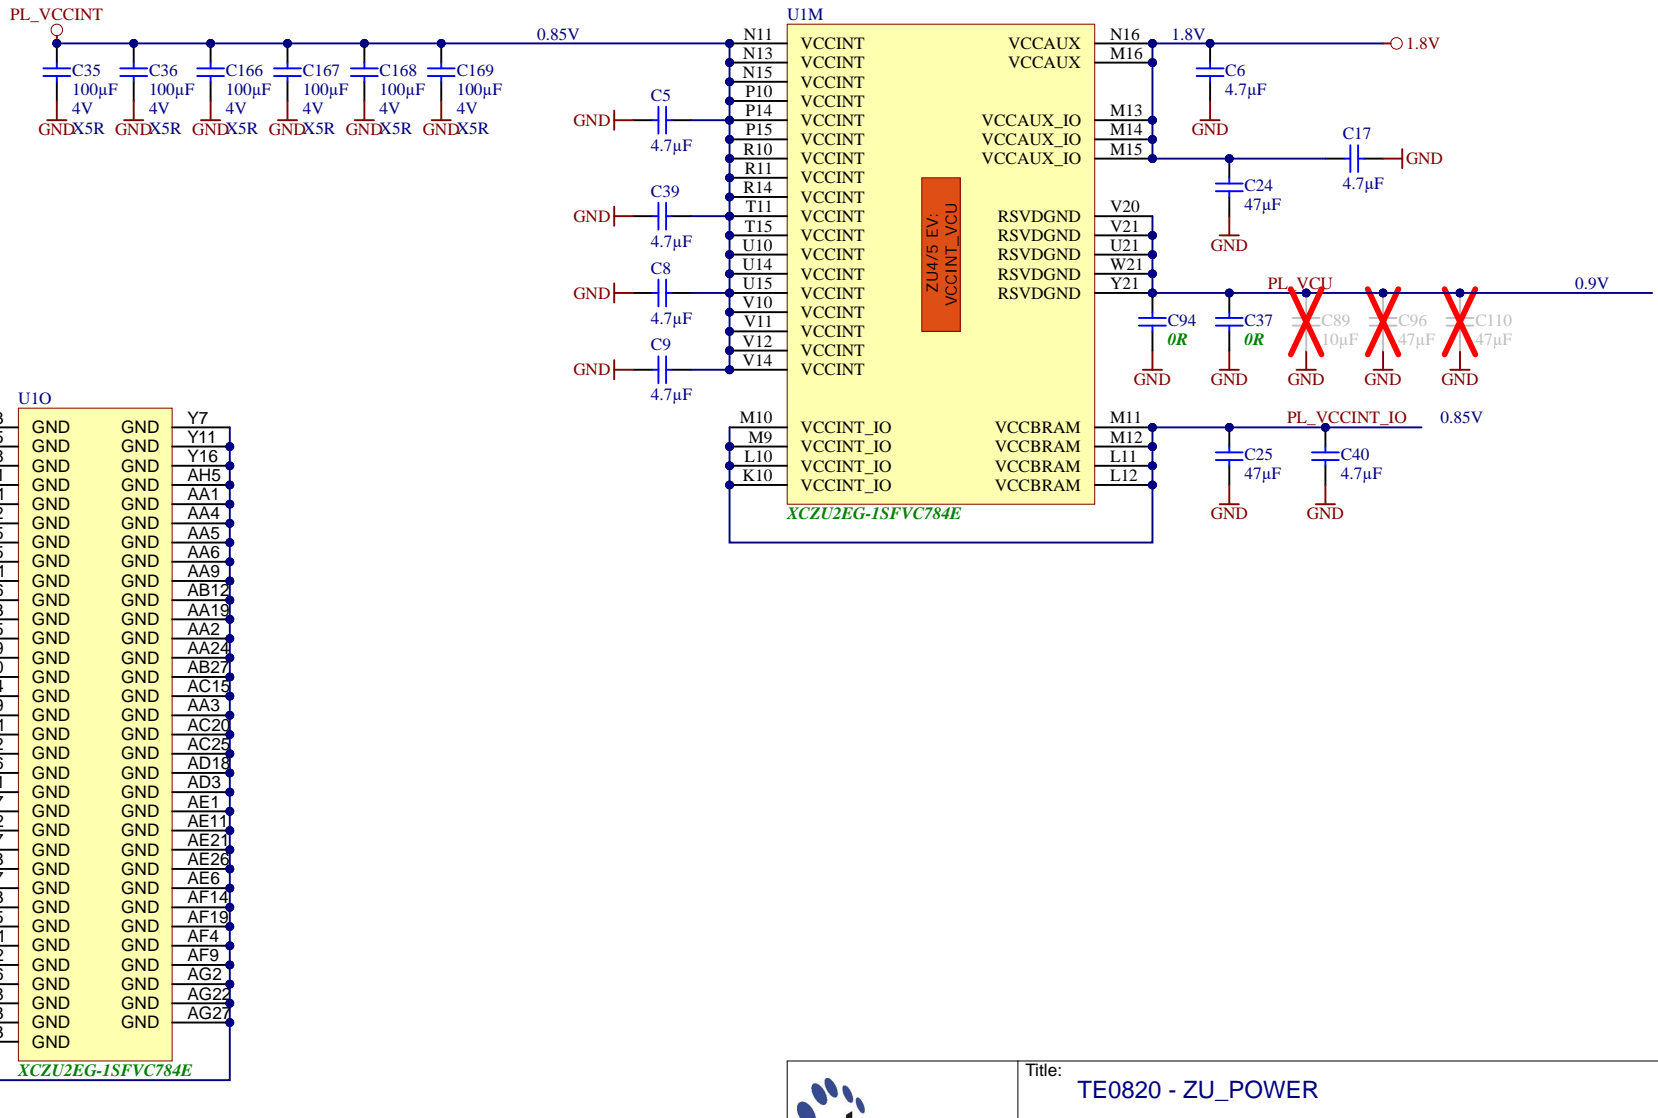 PL_VCCINT
0.85V
C35 100µF 4V X5R GND
C36 100µF 4V X5R GND
C166 100µF 4V X5R GND
C167 100µF 4V X5R GND
C168 100µF 4V X5R GND
C169 100µF 4V X5R GND
GND C5 4.7µF
GND C39 4.7µF
GND C8 4.7µF
GND C9 4.7µF
U1M
N11 VCCINT
N13 VCCINT
N15 VCCINT
P10 VCCINT
P14 VCCINT
P15 VCCINT
R10 VCCINT
R11 VCCINT
R14 VCCINT
T11 VCCINT
T15 VCCINT
U10 VCCINT
U14 VCCINT
U15 VCCINT
V10 VCCINT
V11 VCCINT
V12 VCCINT
V14 VCCINT
M10 VCCINT_IO
M9 VCCINT_IO
L10 VCCINT_IO
K10 VCCINT_IO
ZU4/5 EV:
VCCINT_VCU
VCCAUX N16
VCCAUX M16
VCCAUX_IO M13
VCCAUX_IO M14
VCCAUX_IO M15
RSVDGND V20
RSVDGND V21
RSVDGND U21
RSVDGND W21
RSVDGND Y21
VCCBRAM M11
VCCBRAM M12
VCCBRAM L11
VCCBRAM L12
XCZU2EG-1SFVC784E
1.8V
1.8V
C6 4.7µF GND
C17 4.7µF GND
C24 47µF GND
PL_VCU
0.9V
C94 0R GND
C37 0R GND
C89 10µF GND
C96 47µF GND
C110 47µF GND
PL_VCCINT_IO
0.85V
C25 47µF GND
C40 4.7µF GND
U1O
GND GND Y7
GND GND Y11
GND GND Y16
GND GND AH5
GND GND AA1
GND GND AA4
GND GND AA5
GND GND AA6
GND GND AA9
GND GND AB12
GND GND AA19
GND GND AA2
GND GND AA24
GND GND AB27
GND GND AC15
GND GND AA3
GND GND AC20
GND GND AC25
GND GND AD18
GND GND AD3
GND GND AE1
GND GND AE11
GND GND AE21
GND GND AE26
GND GND AE6
GND GND AF14
GND GND AF19
GND GND AF4
GND GND AF9
GND GND AG2
GND GND AG22
GND GND AG27
GND
XCZU2EG-1SFVC784E
Title:
TE0820 - ZU_POWER